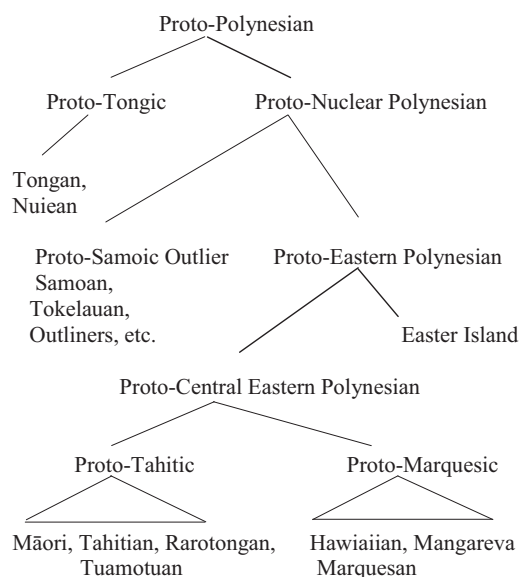 Proto-Polynesian
Proto-Tongic
Proto-Nuclear Polynesian
Tongan,
Nuiean
Proto-Samoic Outlier
Samoan,
Tokelauan,
Outliners, etc.
Proto-Eastern Polynesian
Easter Island
Proto-Central Eastern Polynesian
Proto-Tahitic
Proto-Marquesic
Māori, Tahitian, Rarotongan,
Tuamotuan
Hawiaiian, Mangareva
Marquesan